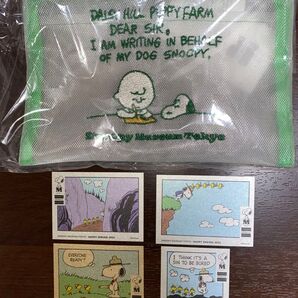 DAISY HILL PUPPY FARM
DEAR SIR,
I AM WRITING IN BEHALF
OF MY DOG SNOOPY.
Snoopy Museum Tokyo
EVERYONE READY?
I THINK IT'S A
SIN TO BE BORED